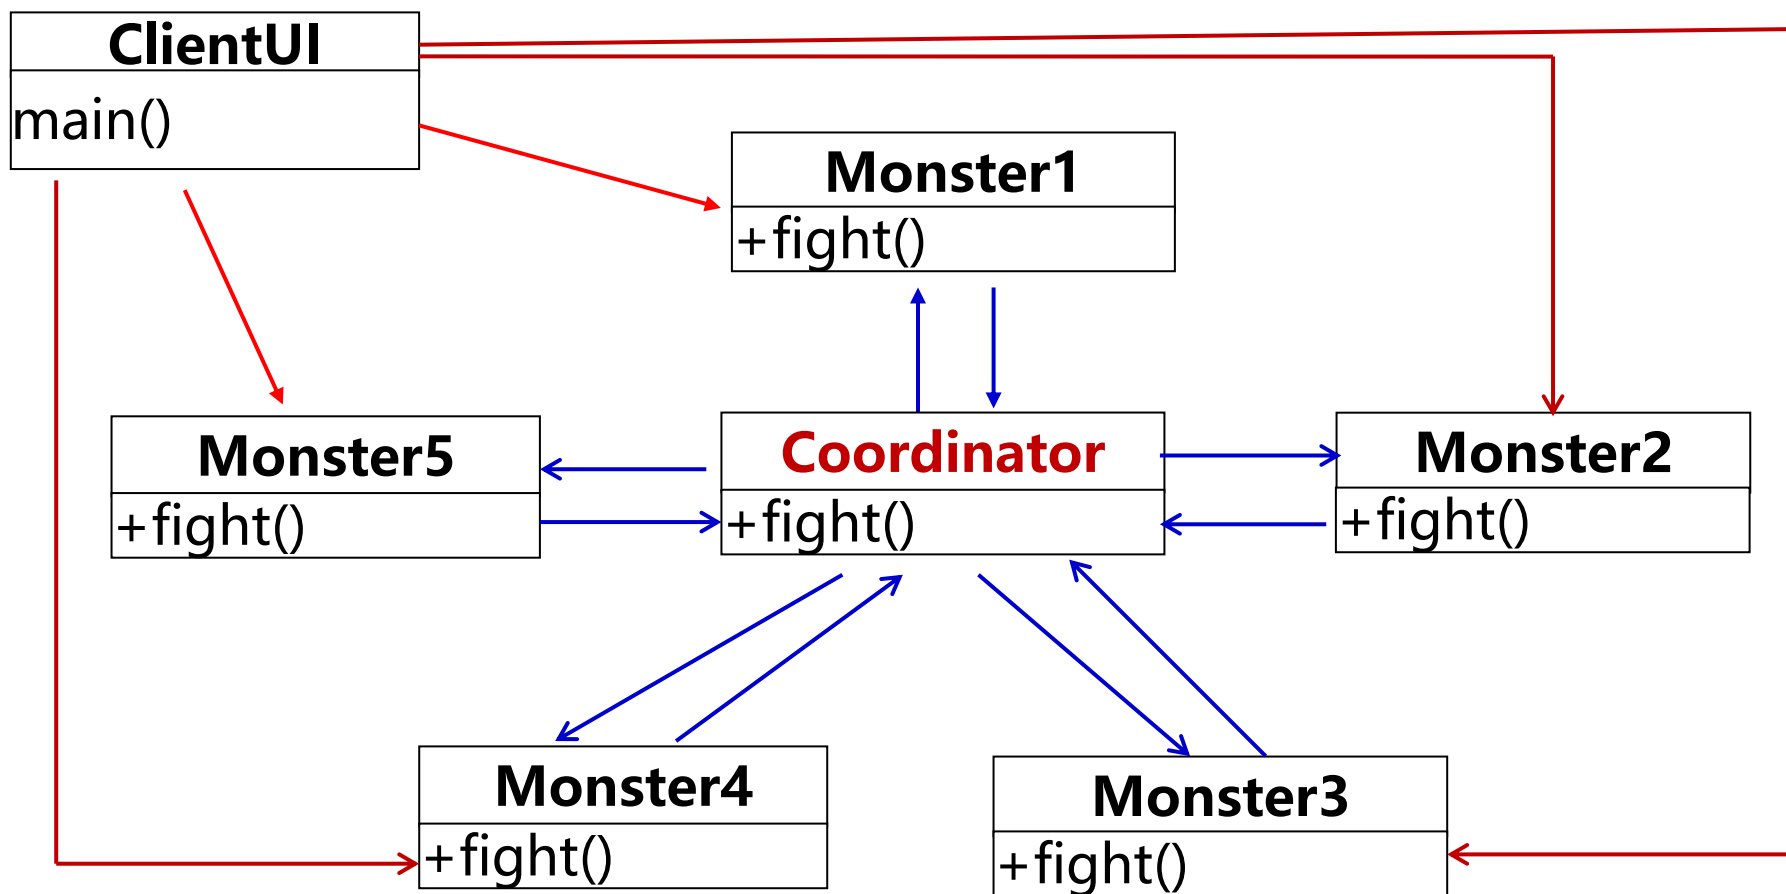 ClientUI
main()
Monster1
+fight()
Monster5
+fight()
Coordinator
+fight()
Monster2
+fight()
Monster4
+fight()
Monster3
+fight()